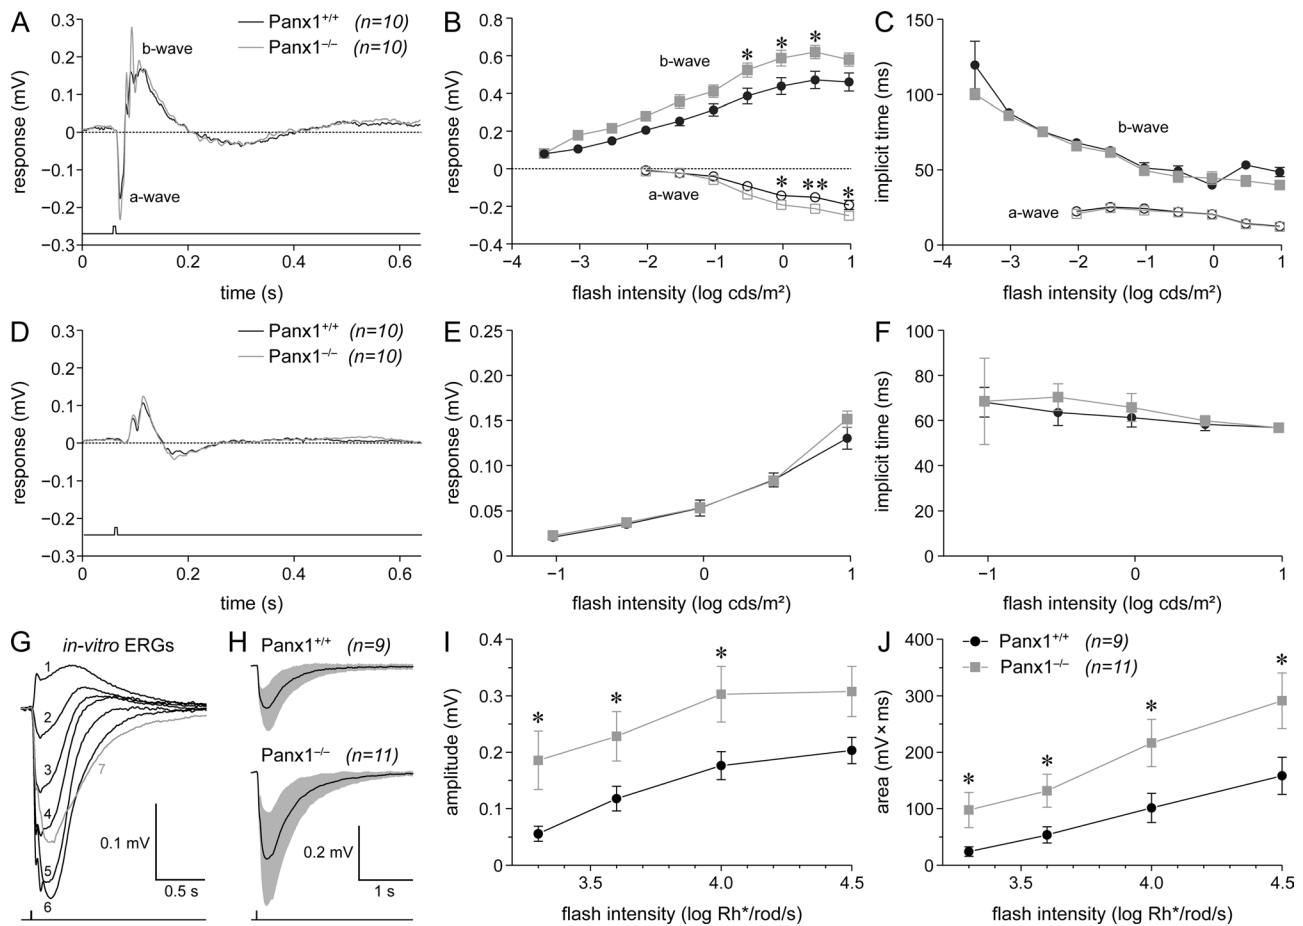 A
Panx1+/+ (n=10)
Panx1−/− (n=10)
b-wave
a-wave
response (mV)
0.3
0.2
0.1
0
−0.1
−0.2
−0.3
0
0.2
0.4
0.6
time (s)
B
b-wave
a-wave
* * *
* ** *
response (mV)
0.8
0.6
0.4
0.2
0
−0.2
−0.4
−4
−3
−2
−1
0
1
flash intensity (log cds/m²)
C
b-wave
a-wave
implicit time (ms)
150
100
50
0
−4
−3
−2
−1
0
1
flash intensity (log cds/m²)
D
Panx1+/+ (n=10)
Panx1−/− (n=10)
response (mV)
0.3
0.2
0.1
0
−0.1
−0.2
−0.3
0
0.2
0.4
0.6
time (s)
E
response (mV)
0.25
0.20
0.15
0.10
0.05
0
−1
0
1
flash intensity (log cds/m²)
F
implicit time (ms)
100
80
60
40
20
0
−1
0
1
flash intensity (log cds/m²)
G
in-vitro ERGs
1
2
3
7
4
5
6
0.1 mV
0.5 s
H
Panx1+/+ (n=9)
Panx1−/− (n=11)
0.2 mV
1 s
I
* * *
amplitude (mV)
0.4
0.3
0.2
0.1
0
3.5
4.0
4.5
flash intensity (log Rh*/rod/s)
J
Panx1+/+ (n=9)
Panx1−/− (n=11)
* * * *
area (mV×ms)
400
300
200
100
0
3.5
4.0
4.5
flash intensity (log Rh*/rod/s)